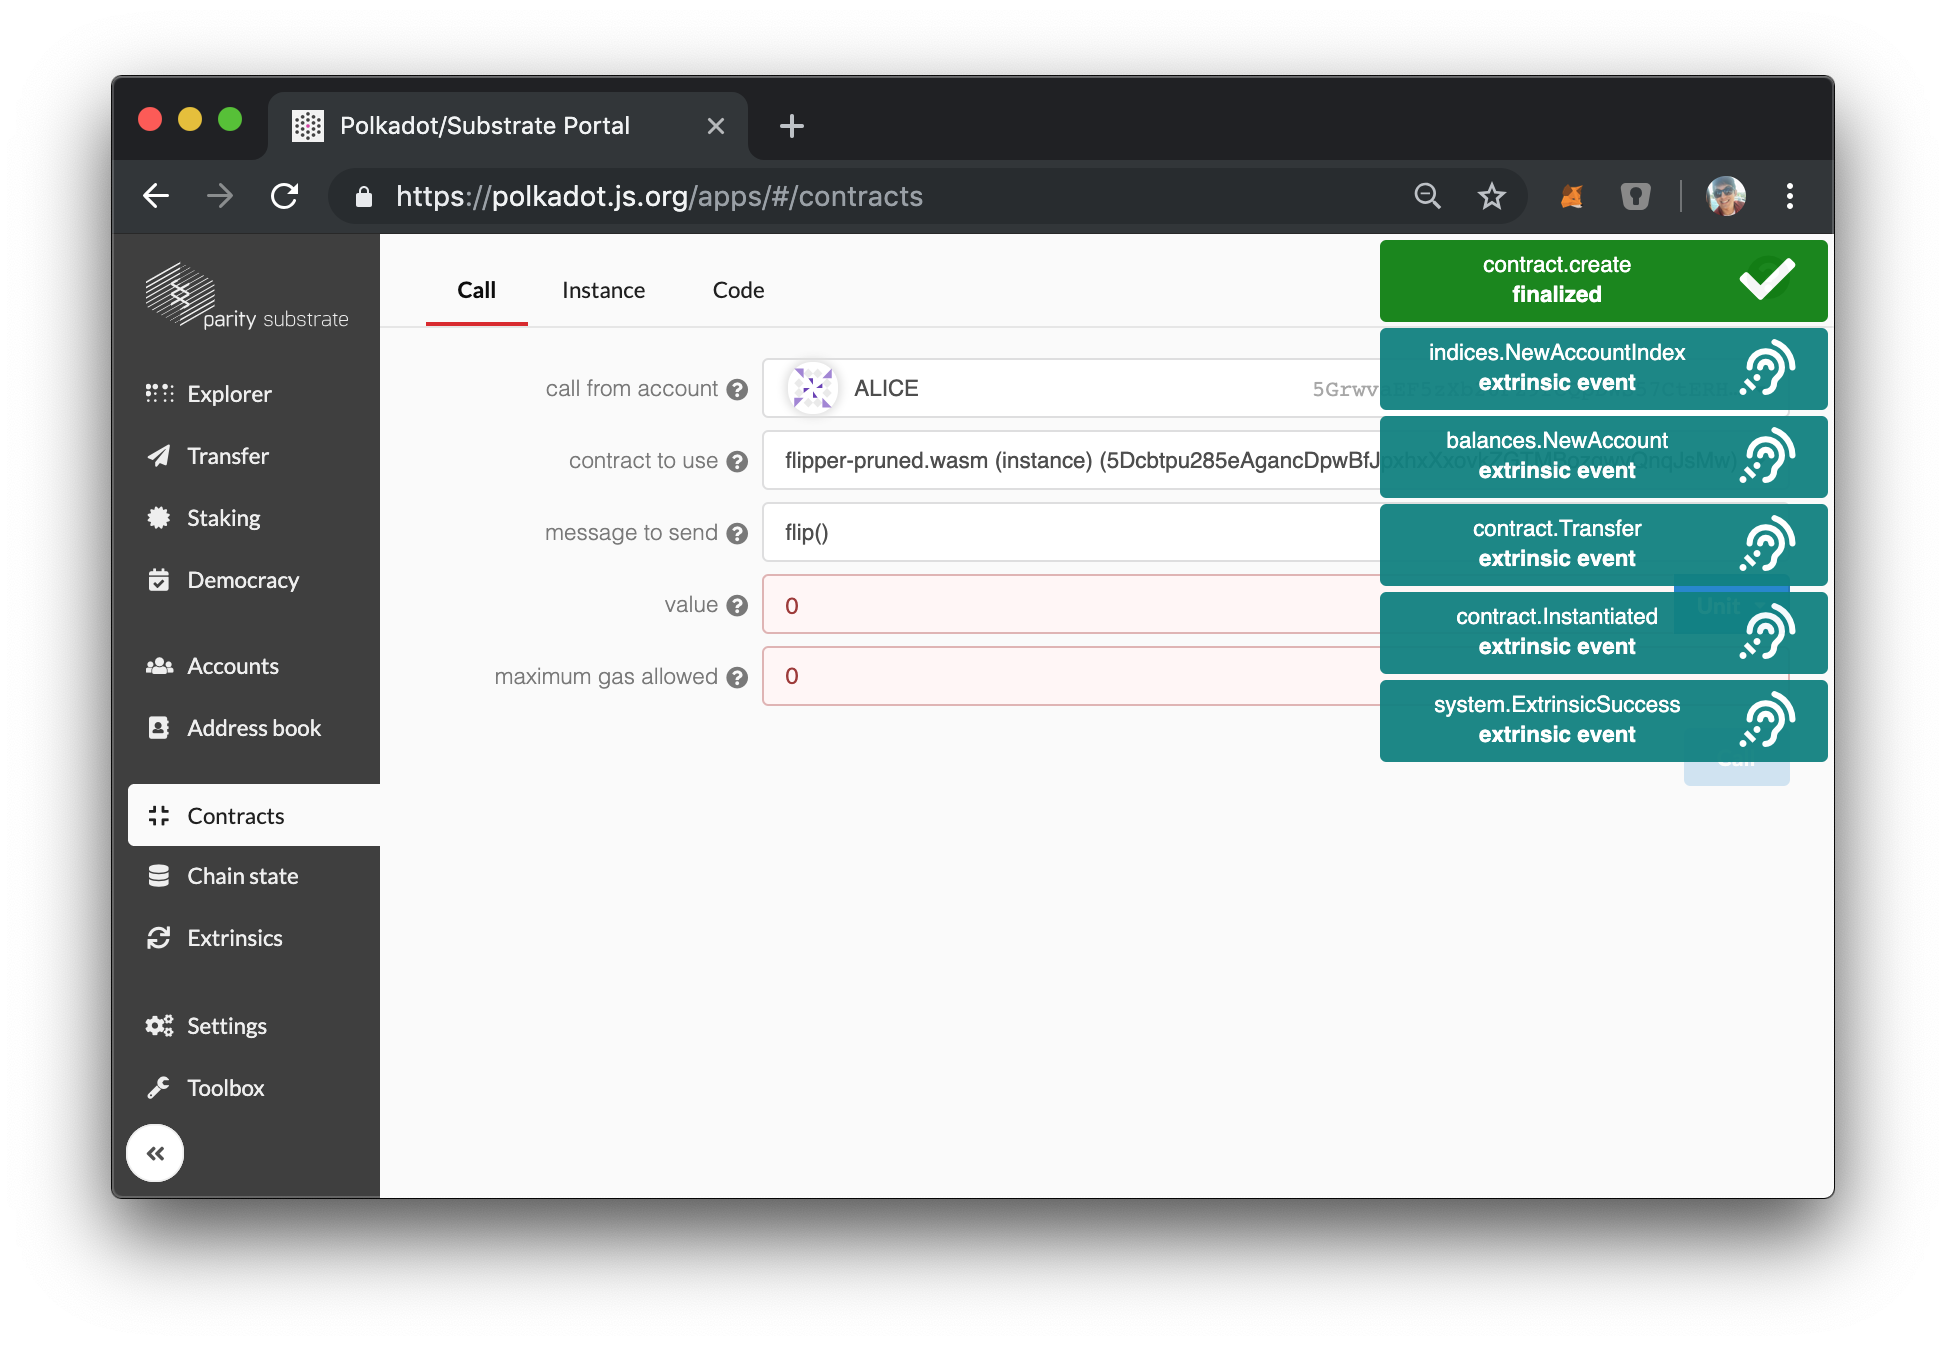 Polkadot/Substrate Portal
https://polkadot.js.org/apps/#/contracts
parity substrate
Explorer
Transfer
Staking
Democracy
Accounts
Address book
Contracts
Chain state
Extrinsics
Settings
Toolbox
Call
Instance
Code
call from account
ALICE
5Grwv
contract to use
flipper-pruned.wasm (instance) (5Dcbtpu285eAgancDpwBfJ
message to send
flip()
value
0
Unit
maximum gas allowed
0
Call
contract.create
finalized
indices.NewAccountIndex
extrinsic event
balances.NewAccount
extrinsic event
contract.Transfer
extrinsic event
contract.Instantiated
extrinsic event
system.ExtrinsicSuccess
extrinsic event